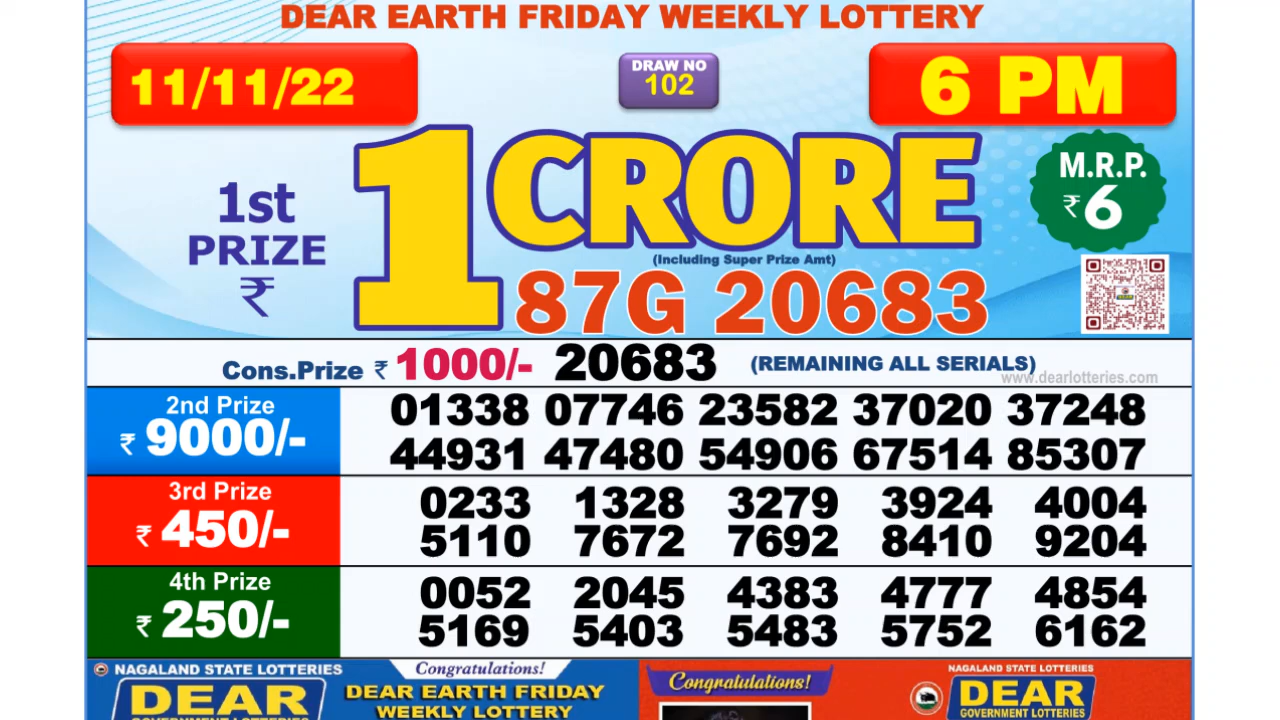 DEAR EARTH FRIDAY WEEKLY LOTTERY
11/11/22
DRAW NO
102
6 PM
1st
PRIZE
₹
1 CRORE
(Including Super Prize Amt)
M.R.P.
₹6
87G 20683
DEAR
Cons.Prize ₹ 1000/- 20683 (REMAINING ALL SERIALS)
www.dearlotteries.com
2nd Prize
₹ 9000/-
01338 07746 23582 37020 37248
44931 47480 54906 67514 85307
3rd Prize
₹ 450/-
0233 1328 3279 3924 4004
5110 7672 7692 8410 9204
4th Prize
₹ 250/-
0052 2045 4383 4777 4854
5169 5403 5483 5752 6162
NAGALAND STATE LOTTERIES
DEAR
GOVERNMENT LOTTERIES
Congratulations!
DEAR EARTH FRIDAY
WEEKLY LOTTERY
Congratulations!
NAGALAND STATE LOTTERIES
DEAR
GOVERNMENT LOTTERIES